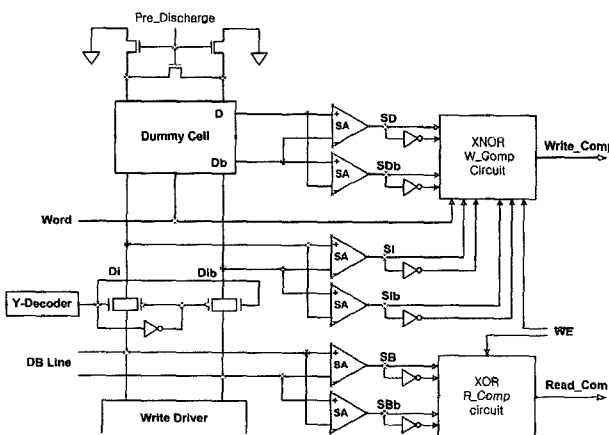 Pre_Discharge
Dummy Cell
D
Db
+
SA
-
SD
+
SA
-
SDb
XNOR
W_Comp
Circuit
Write_Comp
Word
Di
Dib
+
SA
-
SI
+
SA
-
SIb
Y-Decoder
WE
DB Line
+
SA
-
SB
+
SA
-
SBb
XOR
R_Comp
circuit
Read_Com
Write Driver